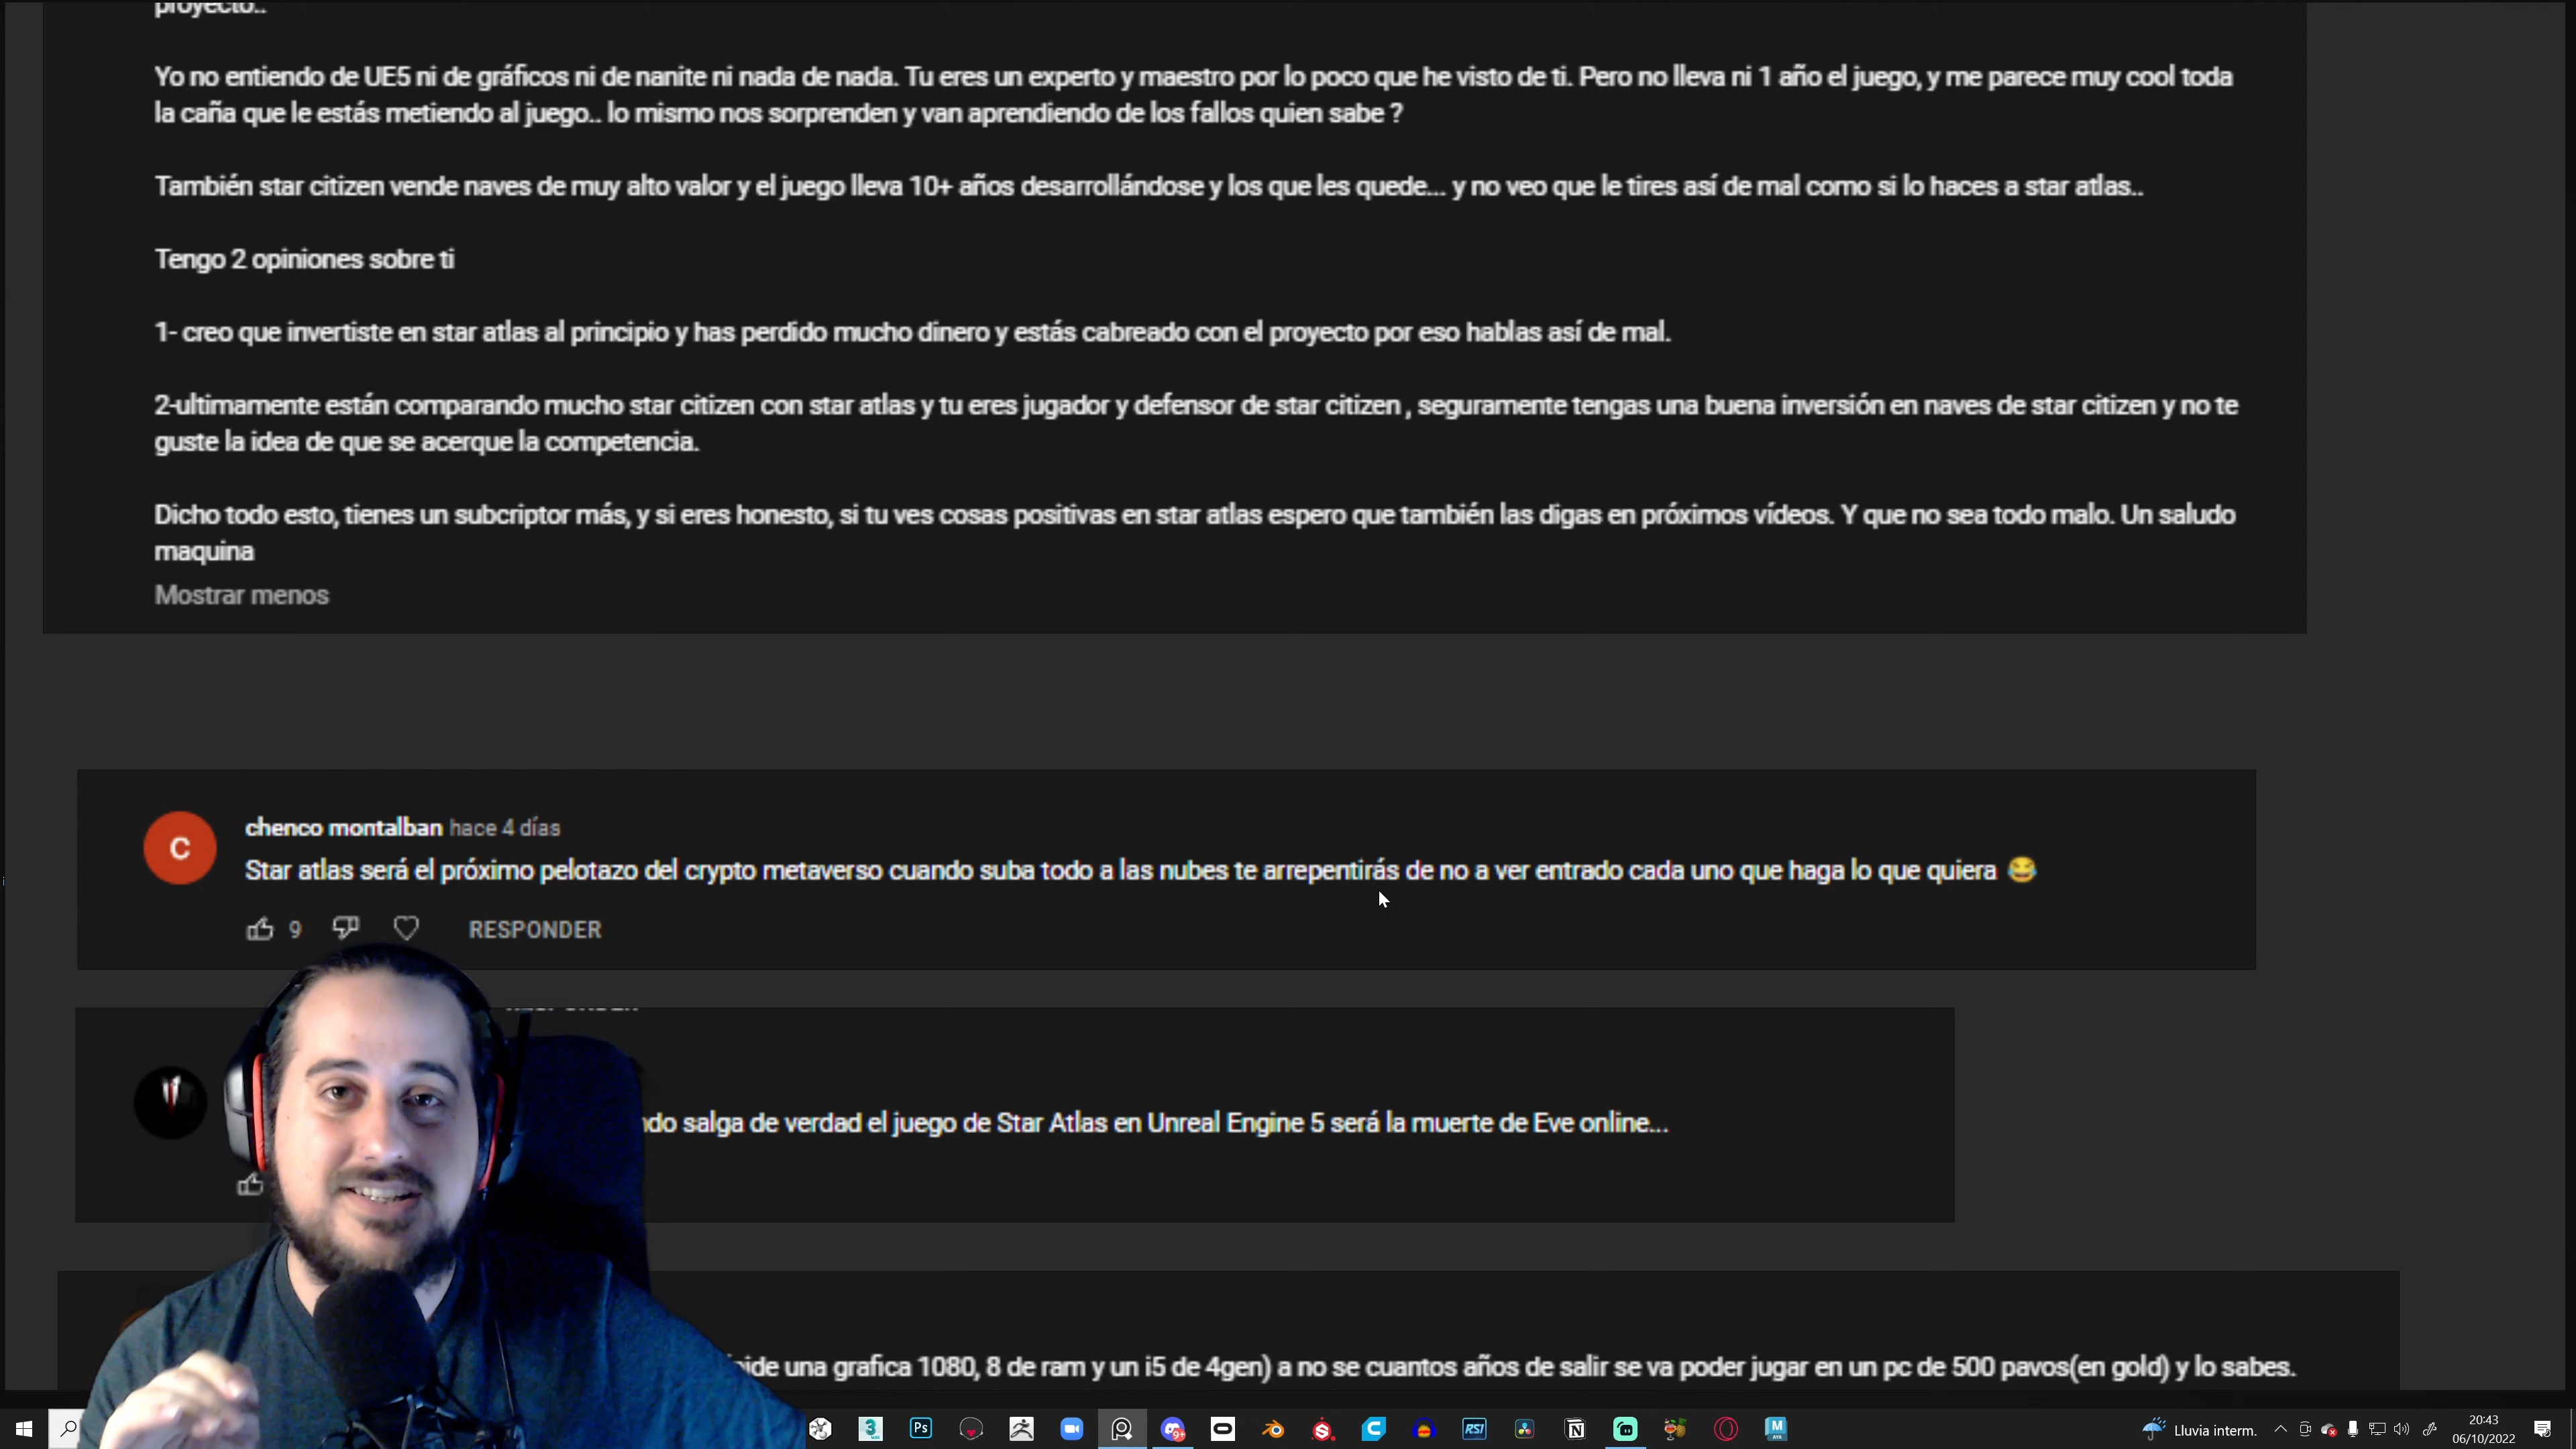 proyecto..
Yo no entiendo de UE5 ni de gráficos ni de nanite ni nada de nada. Tu eres un experto y maestro por lo poco que he visto de ti. Pero no lleva ni 1 año el juego, y me parece muy cool toda
la caña que le estás metiendo al juego.. lo mismo nos sorprenden y van aprendiendo de los fallos quien sabe ?
También star citizen vende naves de muy alto valor y el juego lleva 10+ años desarrollándose y los que les quede... y no veo que le tires así de mal como si lo haces a star atlas..
Tengo 2 opiniones sobre ti
1- creo que invertiste en star atlas al principio y has perdido mucho dinero y estás cabreado con el proyecto por eso hablas así de mal.
2-ultimamente están comparando mucho star citizen con star atlas y tu eres jugador y defensor de star citizen , seguramente tengas una buena inversión en naves de star citizen y no te
guste la idea de que se acerque la competencia.
Dicho todo esto, tienes un subcriptor más, y si eres honesto, si tu ves cosas positivas en star atlas espero que también las digas en próximos vídeos. Y que no sea todo malo. Un saludo
maquina
Mostrar menos
C
chenco montalban hace 4 días
Star atlas será el próximo pelotazo del crypto metaverso cuando suba todo a las nubes te arrepentirás de no a ver entrado cada uno que haga lo que quiera 😂
9 RESPONDER
salga de verdad el juego de Star Atlas en Unreal Engine 5 será la muerte de Eve online...
una grafica 1080, 8 de ram y un i5 de 4gen) a no se cuantos años de salir se va poder jugar en un pc de 500 pavos(en gold) y lo sabes.
3 Ps 9+ RSI N M Lluvia interm. 20:43
06/10/2022